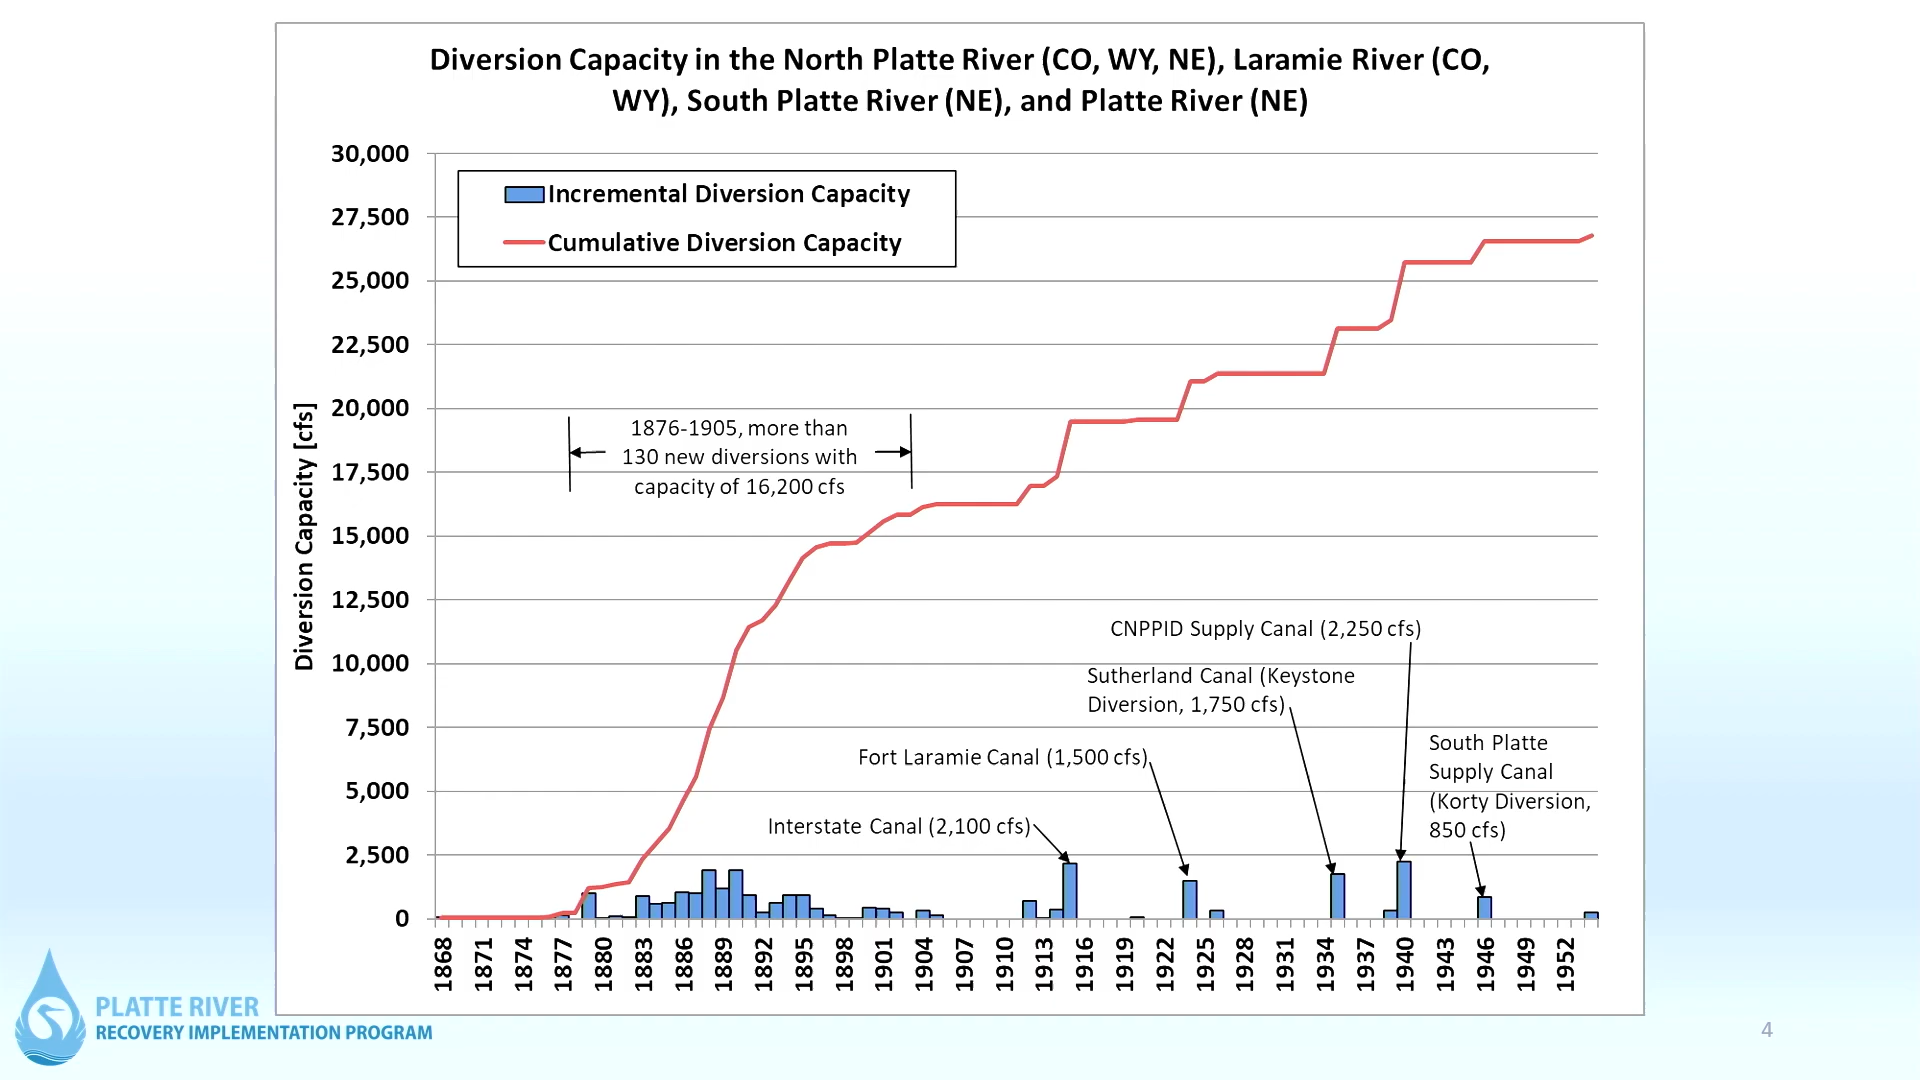 Diversion Capacity in the North Platte River (CO, WY, NE), Laramie River (CO,
WY), South Platte River (NE), and Platte River (NE)
30,000
27,500
25,000
22,500
20,000
17,500
15,000
12,500
10,000
7,500
5,000
2,500
0
Diversion Capacity [cfs]
Incremental Diversion Capacity
Cumulative Diversion Capacity
1876-1905, more than
130 new diversions with
capacity of 16,200 cfs
CNPPID Supply Canal (2,250 cfs)
Sutherland Canal (Keystone
Diversion, 1,750 cfs)
South Platte
Supply Canal
(Korty Diversion,
850 cfs)
Fort Laramie Canal (1,500 cfs)
Interstate Canal (2,100 cfs)
1868
1871
1874
1877
1880
1883
1886
1889
1892
1895
1898
1901
1904
1907
1910
1913
1916
1919
1922
1925
1928
1931
1934
1937
1940
1943
1946
1949
1952
PLATTE RIVER
RECOVERY IMPLEMENTATION PROGRAM
4